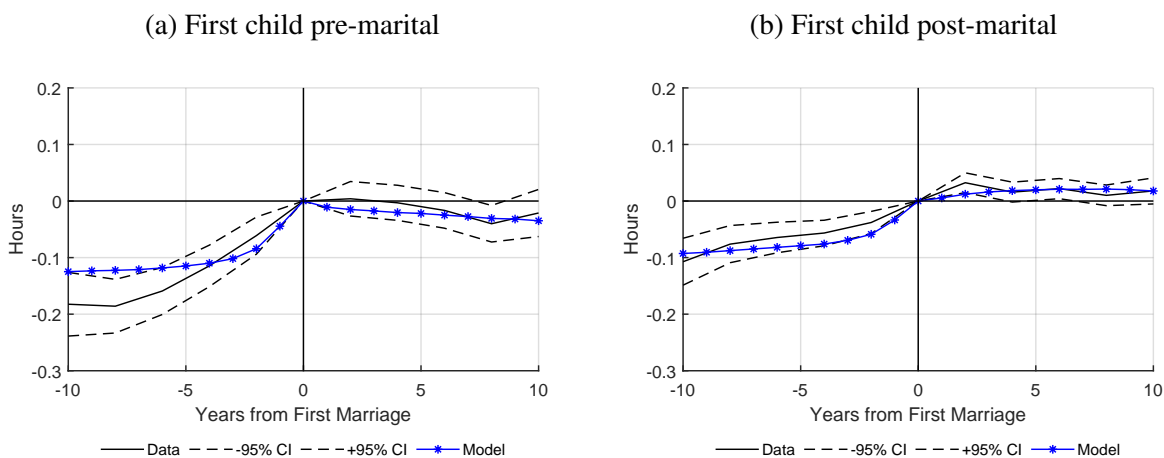 (a) First child pre-marital
0.2
0.1
0
-0.1
-0.2
-0.3
Hours
-10
-5
0
5
10
Years from First Marriage
Data
-95% CI
+95% CI
Model
(b) First child post-marital
0.2
0.1
0
-0.1
-0.2
-0.3
Hours
-10
-5
0
5
10
Years from First Marriage
Data
-95% CI
+95% CI
Model